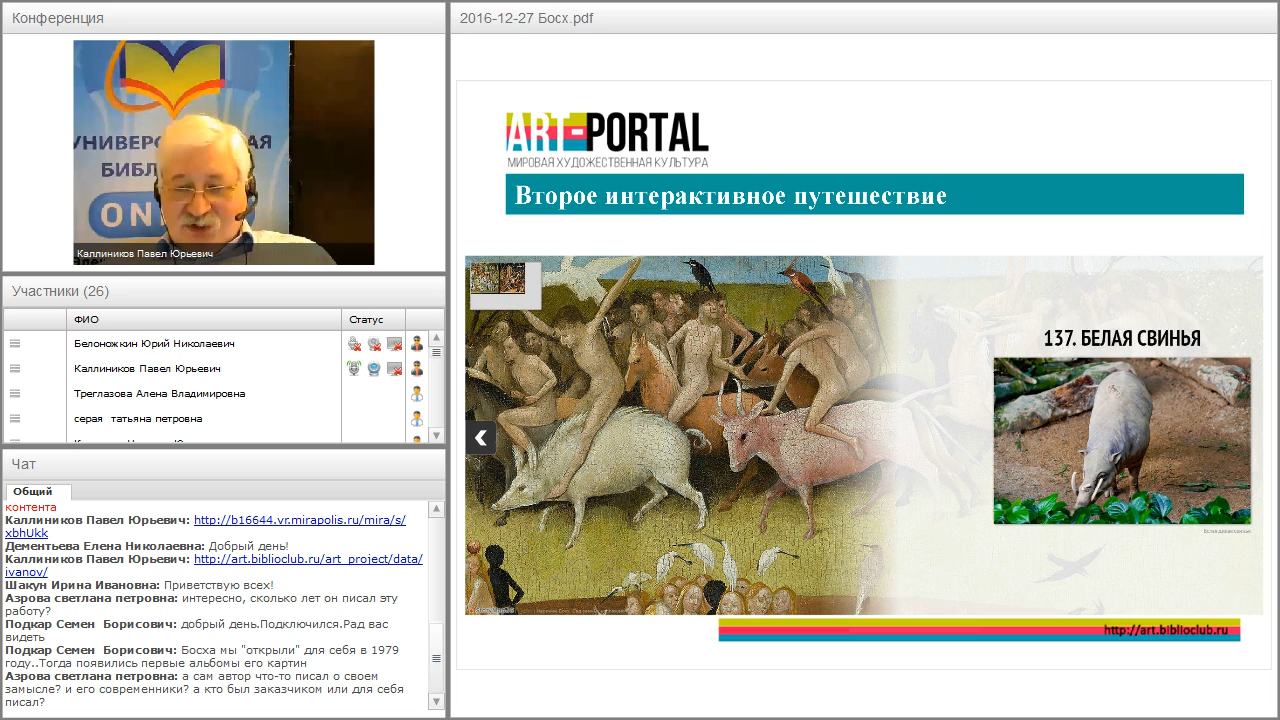 Конференция
УНИВЕРС
АЯ
БИБЛ
ON
Каллиников Павел Юрьевич
Участники (26)
ФИО
Статус
Белоножкин Юрий Николаевич
Каллиников Павел Юрьевич
Треглазова Алена Владимировна
серая татьяна петровна
Чат
Общий
контента
Каллиников Павел Юрьевич: http://b16644.vr.mirapolis.ru/mira/s/
xbhUkk
Дементьева Елена Николаевна: Добрый день!
Каллиников Павел Юрьевич: http://art.biblioclub.ru/art_project/data/
ivanov/
Шакун Ирина Ивановна: Приветствую всех!
Азрова светлана петровна: интересно, сколько лет он писал эту
работу?
Подкар Семен Борисович: добрый день.Подключился.Рад вас
видеть
Подкар Семен Борисович: Босха мы "открыли" для себя в 1979
году..Тогда появились первые альбомы его картин
Азрова светлана петровна: а сам автор что-то писал о своем
замысле? и его современники? а кто был заказчиком или для себя
писал?
2016-12-27 Босх.pdf
ART-PORTAL
МИРОВАЯ ХУДОЖЕСТВЕННАЯ КУЛЬТУРА
Второе интерактивное путешествие
137. БЕЛАЯ СВИНЬЯ
http://art.biblioclub.ru